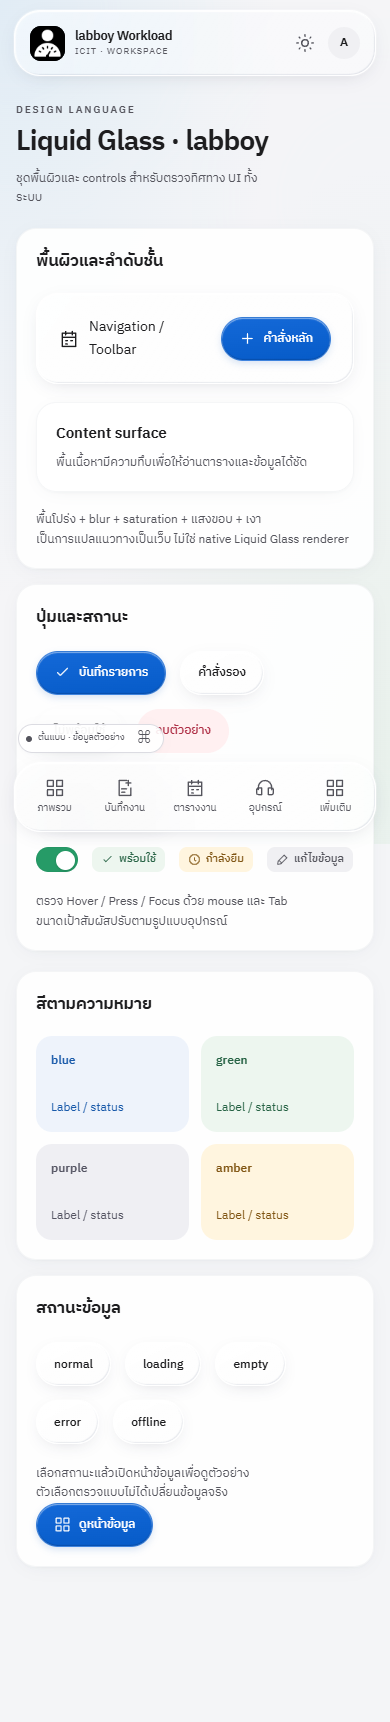 labboy Workload
ICIT · WORKSPACE
A
DESIGN LANGUAGE
Liquid Glass · labboy
ชุดพื้นผิวและ controls สำหรับตรวจทิศทาง UI ทั้ง
ระบบ
พื้นผิวและลำดับชั้น
Navigation /
Toolbar
คำสั่งหลัก
Content surface
พื้นเนื้อหามีความทึบเพื่อให้อ่านตารางและข้อมูลได้ชัด
พื้นโปร่ง + blur + saturation + แสงขอบ + เงา
เป็นการแปลแนวทางเป็นเว็บ ไม่ใช่ native Liquid Glass renderer
ปุ่มและสถานะ
บันทึกรายการ
คำสั่งรอง
ต้นแบบ · ข้อมูลตัวอย่าง
บตัวอย่าง
ภาพรวม
บันทึกงาน
ตารางงาน
อุปกรณ์
เพิ่มเติม
พร้อมใช้
กำลังยืม
แก้ไขข้อมูล
ตรวจ Hover / Press / Focus ด้วย mouse และ Tab
ขนาดเป้าสัมผัสปรับตามรูปแบบอุปกรณ์
สีตามความหมาย
blue
Label / status
green
Label / status
purple
Label / status
amber
Label / status
สถานะข้อมูล
normal
loading
empty
error
offline
เลือกสถานะแล้วเปิดหน้าข้อมูลเพื่อดูตัวอย่าง
ตัวเลือกตรวจแบบไม่ได้เปลี่ยนข้อมูลจริง
ดูหน้าข้อมูล